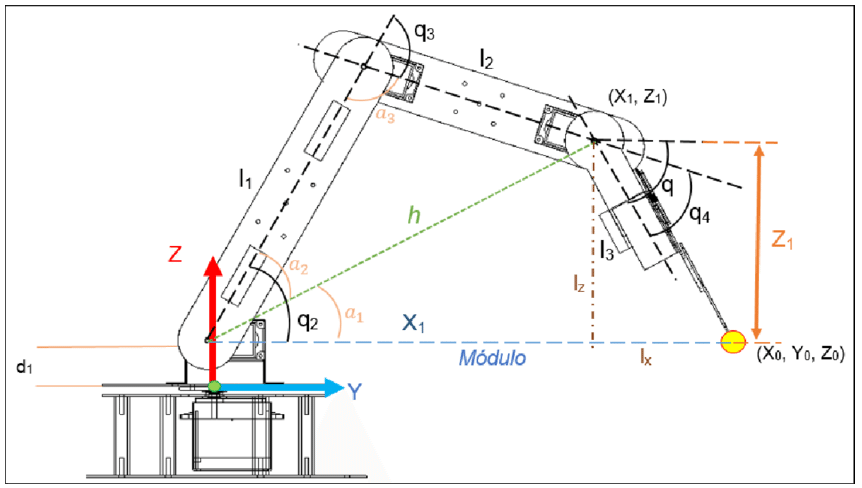 q₃
l₂
(X₁, Z₁)
a₃
l₁
h
q
q₄
Z
a₂
l₃
Z₁
q₂
a₁
l_z
X₁
d₁
Módulo
lₓ
(X₀, Y₀, Z₀)
Y